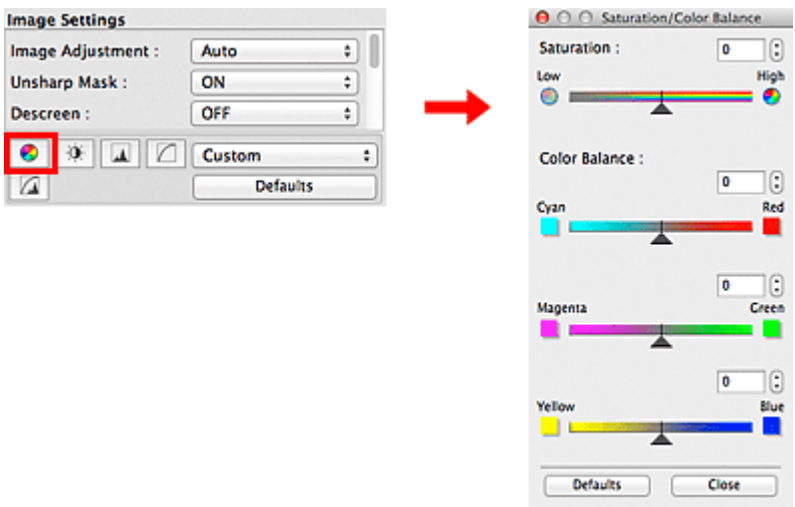 Image Settings
Image Adjustment : Auto
Unsharp Mask : ON
Descreen : OFF
Custom
Defaults
Saturation/Color Balance
Saturation : 0
Low High
Color Balance :
0
Cyan Red
0
Magenta Green
0
Yellow Blue
Defaults Close